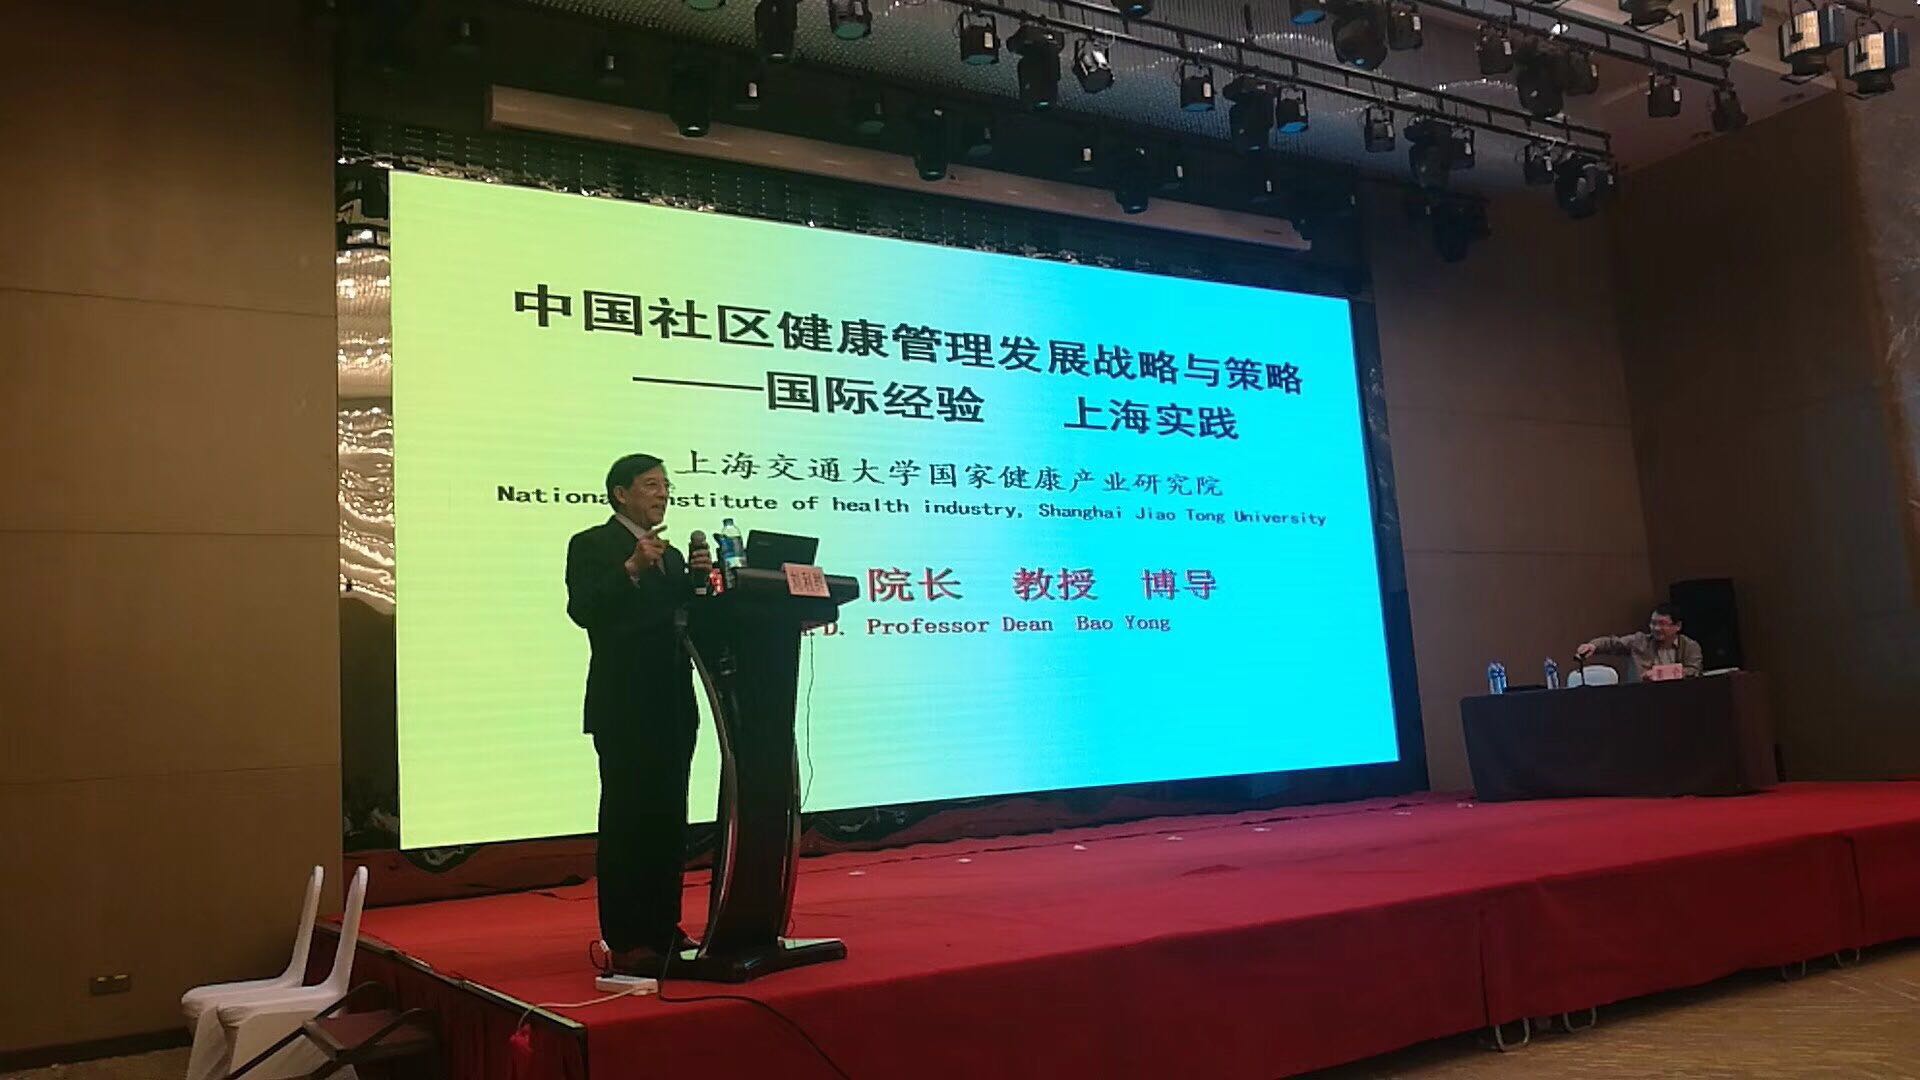 中国社区健康管理发展战略与策略
——国际经验 上海实践
上海交通大学国家健康产业研究院
Nationa nstitute of health industry, Shanghai Jiao Tong University
院长 教授 博导
.D. Professor Dean Bao Yong